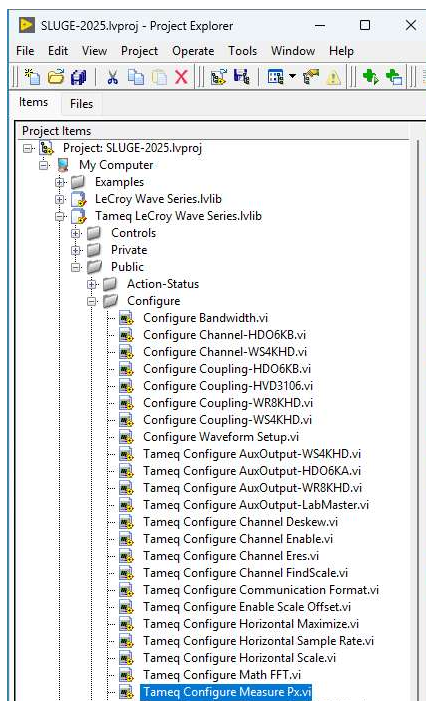 SLUGE-2025.lvproj - Project Explorer
File Edit View Project Operate Tools Window Help
Items Files
Project Items
Project: SLUGE-2025.lvproj
My Computer
Examples
LeCroy Wave Series.lvlib
Tameq LeCroy Wave Series.lvlib
Controls
Private
Public
Action-Status
Configure
Configure Bandwidth.vi
Configure Channel-HDO6KB.vi
Configure Channel-WS4KHD.vi
Configure Coupling-HDO6KB.vi
Configure Coupling-HVD3106.vi
Configure Coupling-WR8KHD.vi
Configure Coupling-WS4KHD.vi
Configure Waveform Setup.vi
Tameq Configure AuxOutput-WS4KHD.vi
Tameq Configure AuxOutput-HDO6KA.vi
Tameq Configure AuxOutput-WR8KHD.vi
Tameq Configure AuxOutput-LabMaster.vi
Tameq Configure Channel Deskew.vi
Tameq Configure Channel Enable.vi
Tameq Configure Channel Eres.vi
Tameq Configure Channel FindScale.vi
Tameq Configure Communication Format.vi
Tameq Configure Enable Scale Offset.vi
Tameq Configure Horizontal Maximize.vi
Tameq Configure Horizontal Sample Rate.vi
Tameq Configure Horizontal Scale.vi
Tameq Configure Math FFT.vi
Tameq Configure Measure Px.vi